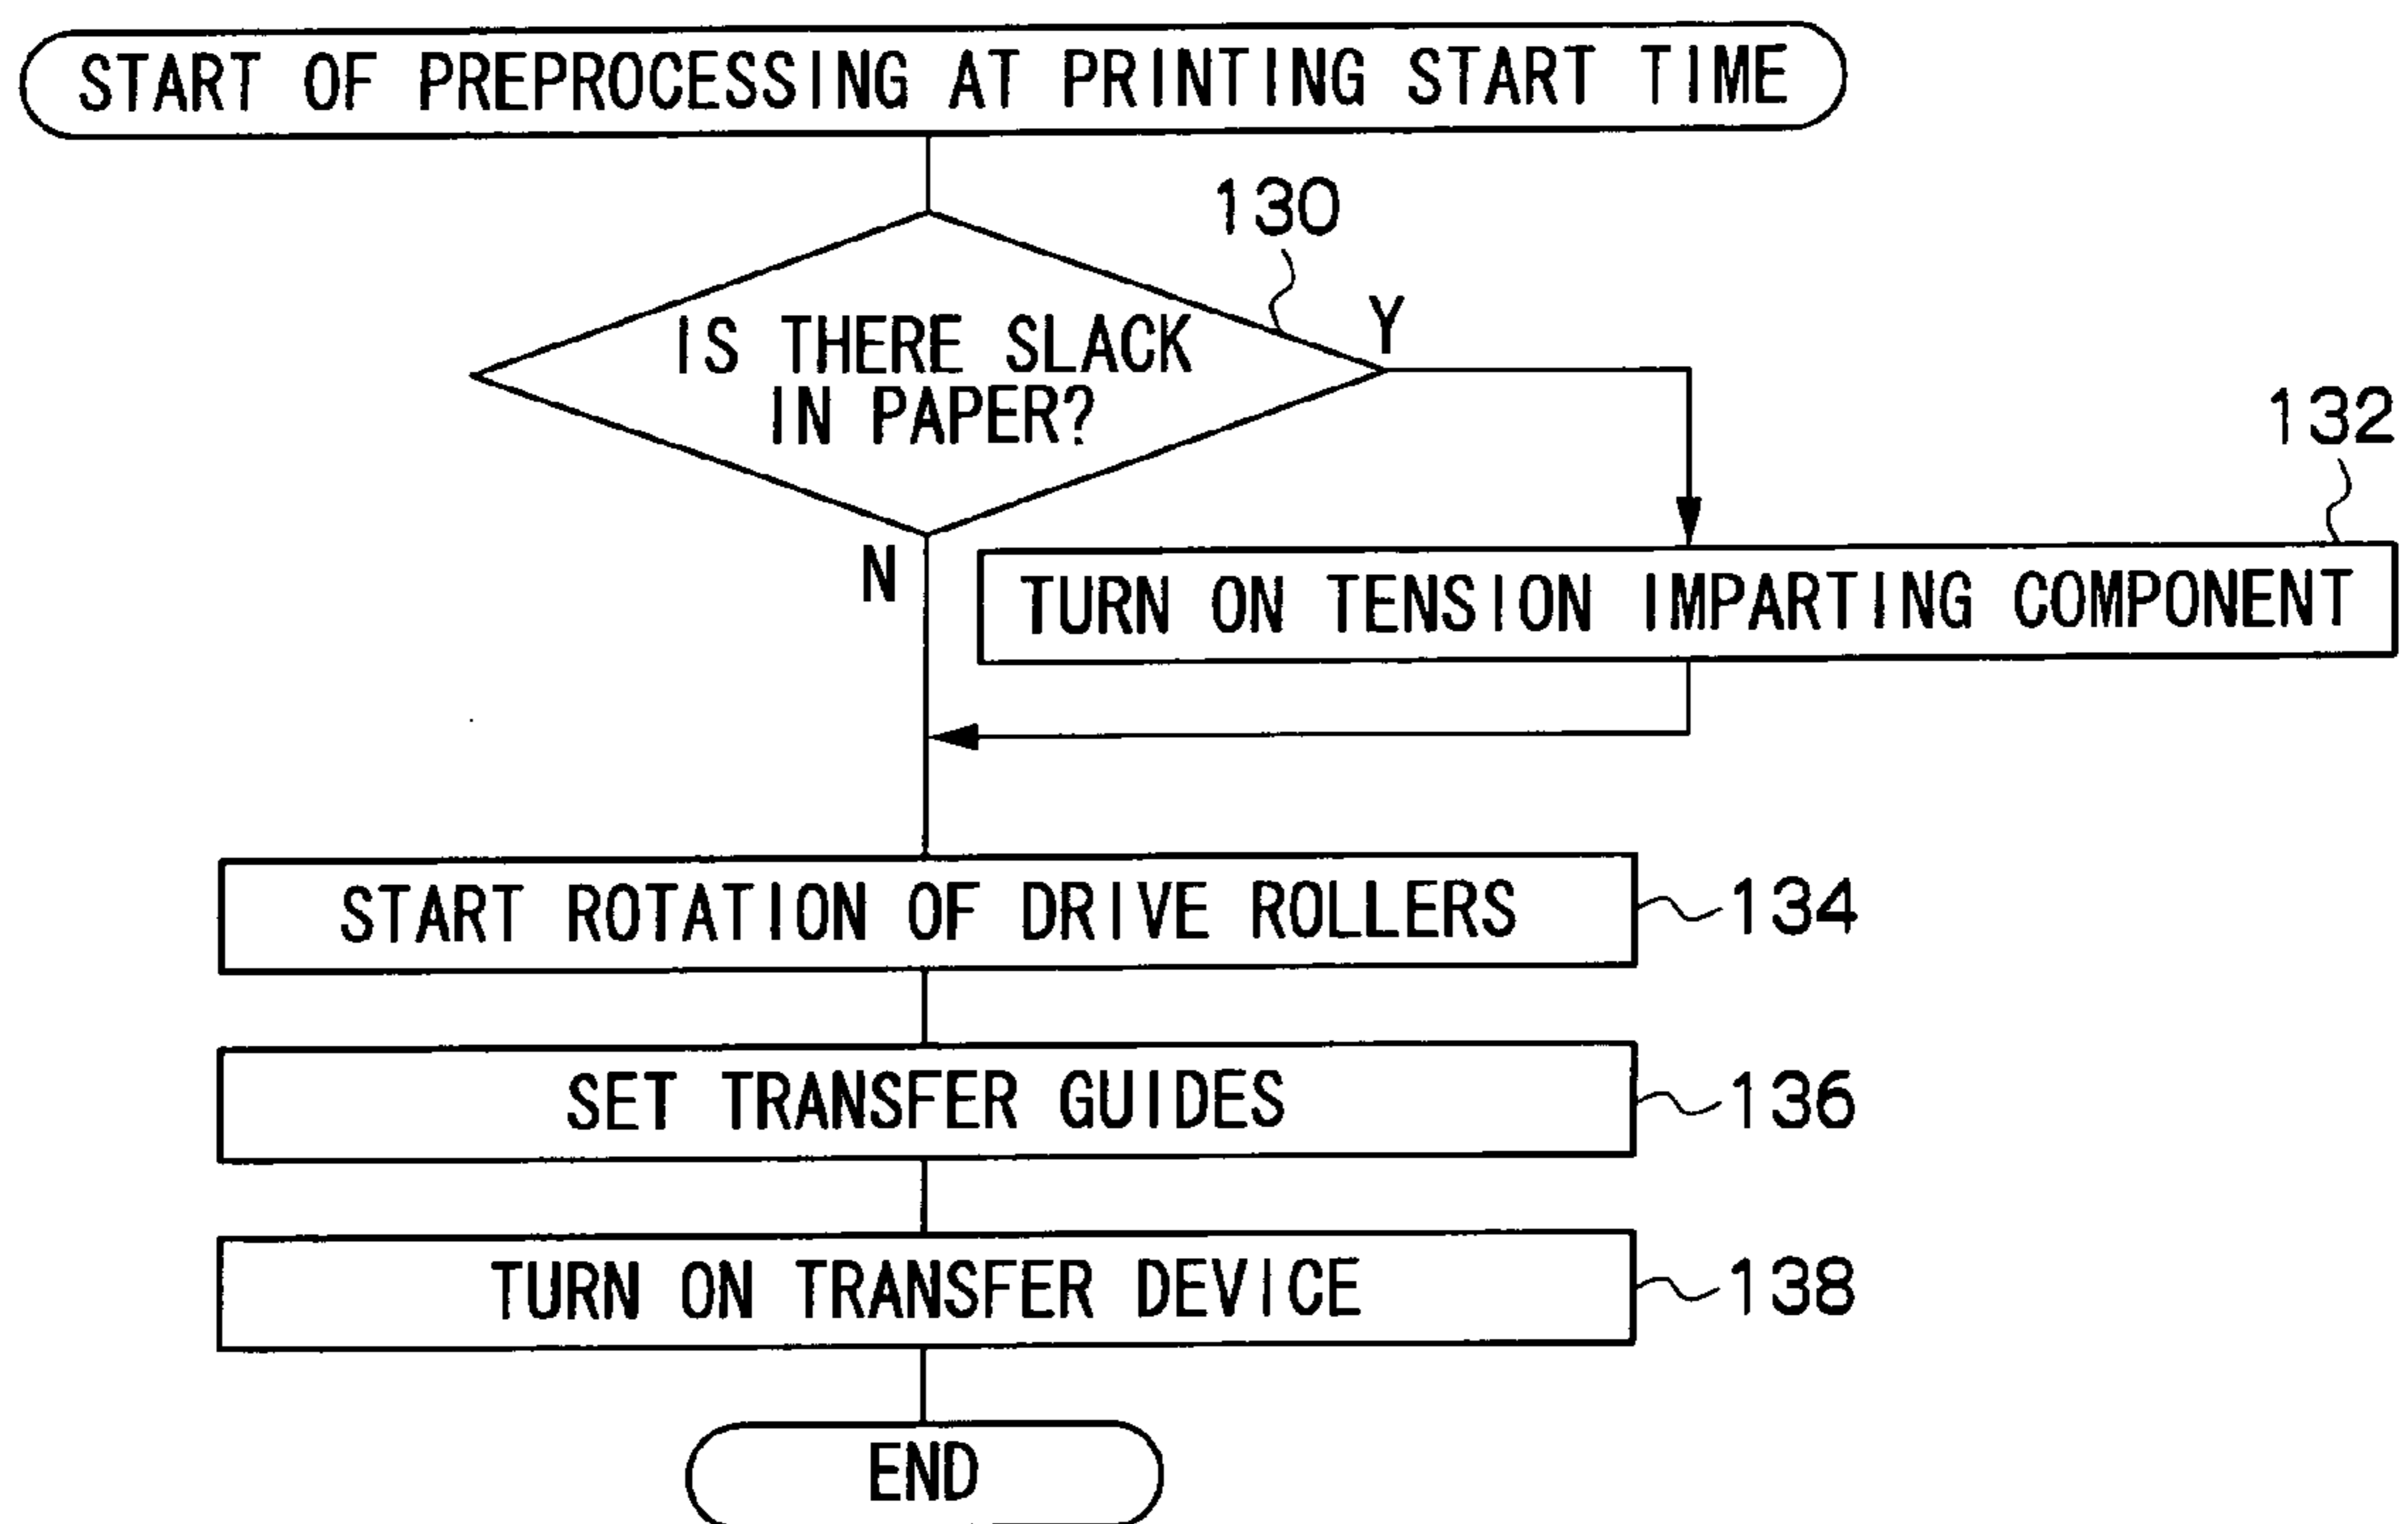 START OF PREPROCESSING AT PRINTING START TIME
130
IS THERE SLACK
IN PAPER?
Y
132
N
TURN ON TENSION IMPARTING COMPONENT
START ROTATION OF DRIVE ROLLERS
134
SET TRANSFER GUIDES
136
TURN ON TRANSFER DEVICE
138
END